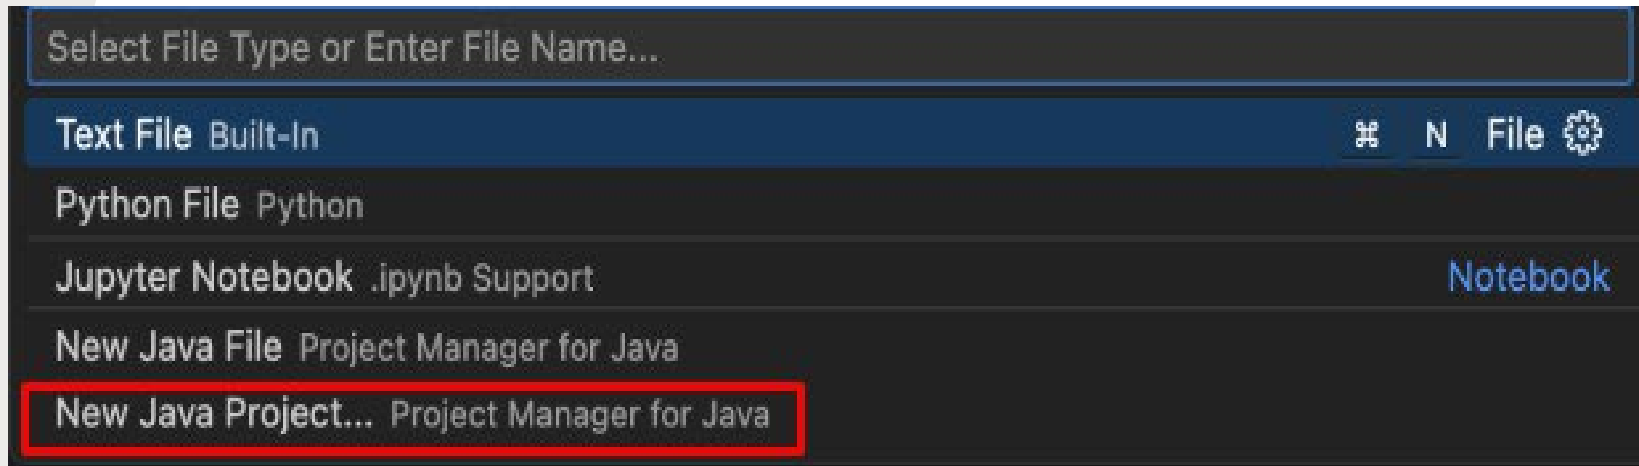 Select File Type or Enter File Name...
Text File Built-In ⌘ N File
Python File Python
Jupyter Notebook .ipynb Support Notebook
New Java File Project Manager for Java
New Java Project... Project Manager for Java